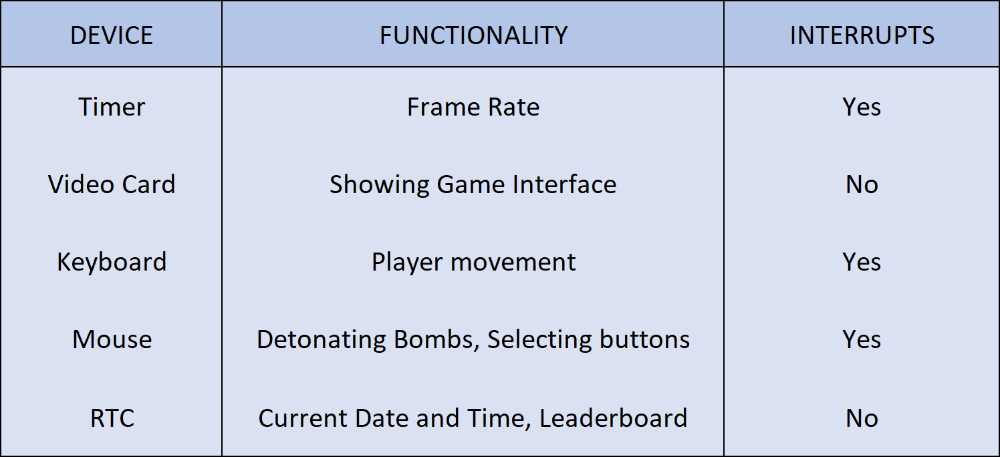 DEVICE FUNCTIONALITY INTERRUPTS
Timer Frame Rate Yes
Video Card Showing Game Interface No
Keyboard Player movement Yes
Mouse Detonating Bombs, Selecting buttons Yes
RTC Current Date and Time, Leaderboard No